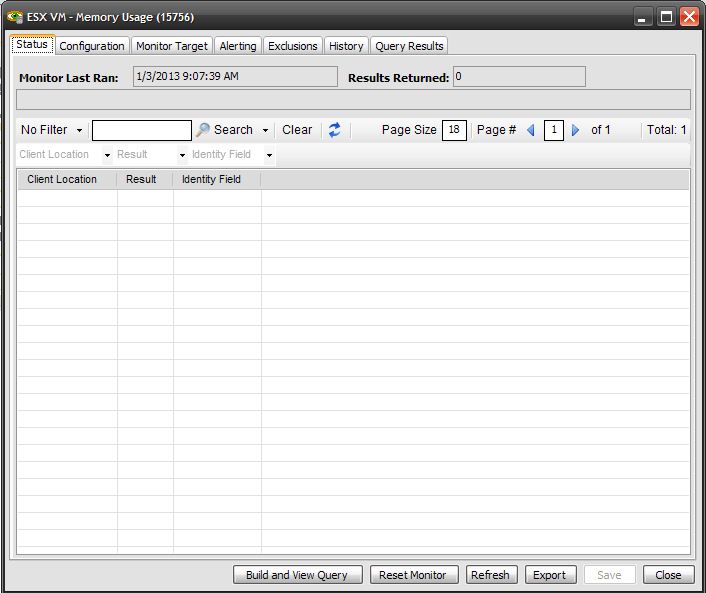 ESX VM - Memory Usage (15756)
Status Configuration Monitor Target Alerting Exclusions History Query Results
Monitor Last Ran: 1/3/2013 9:07:39 AM Results Returned: 0
No Filter Search Clear Page Size 18 Page # 1 of 1 Total: 1
Client Location Result Identity Field
Client Location Result Identity Field
Build and View Query Reset Monitor Refresh Export Save Close